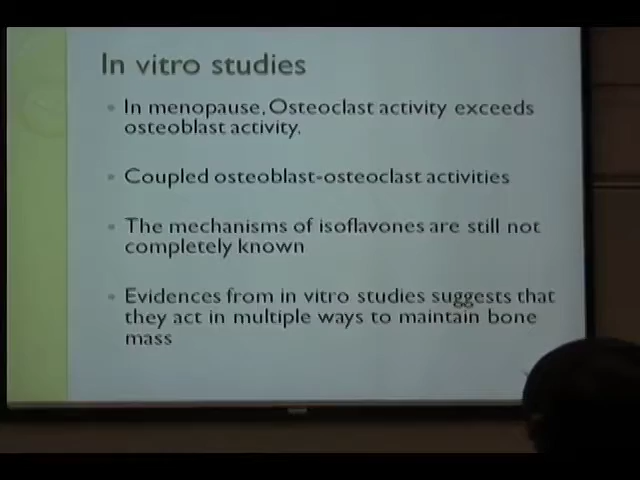 In vitro studies
In menopause, Osteoclast activity exceeds
osteoblast activity.
Coupled osteoblast-osteoclast activities
The mechanisms of isoflavones are still not
completely known
Evidences from in vitro studies suggests that
they act in multiple ways to maintain bone
mass